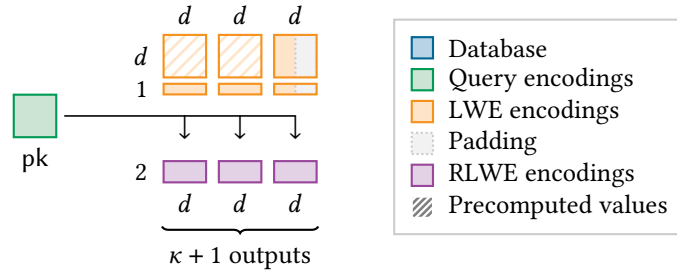 d d d
d
1
pk
2
d d d
κ + 1 outputs
Database
Query encodings
LWE encodings
Padding
RLWE encodings
Precomputed values